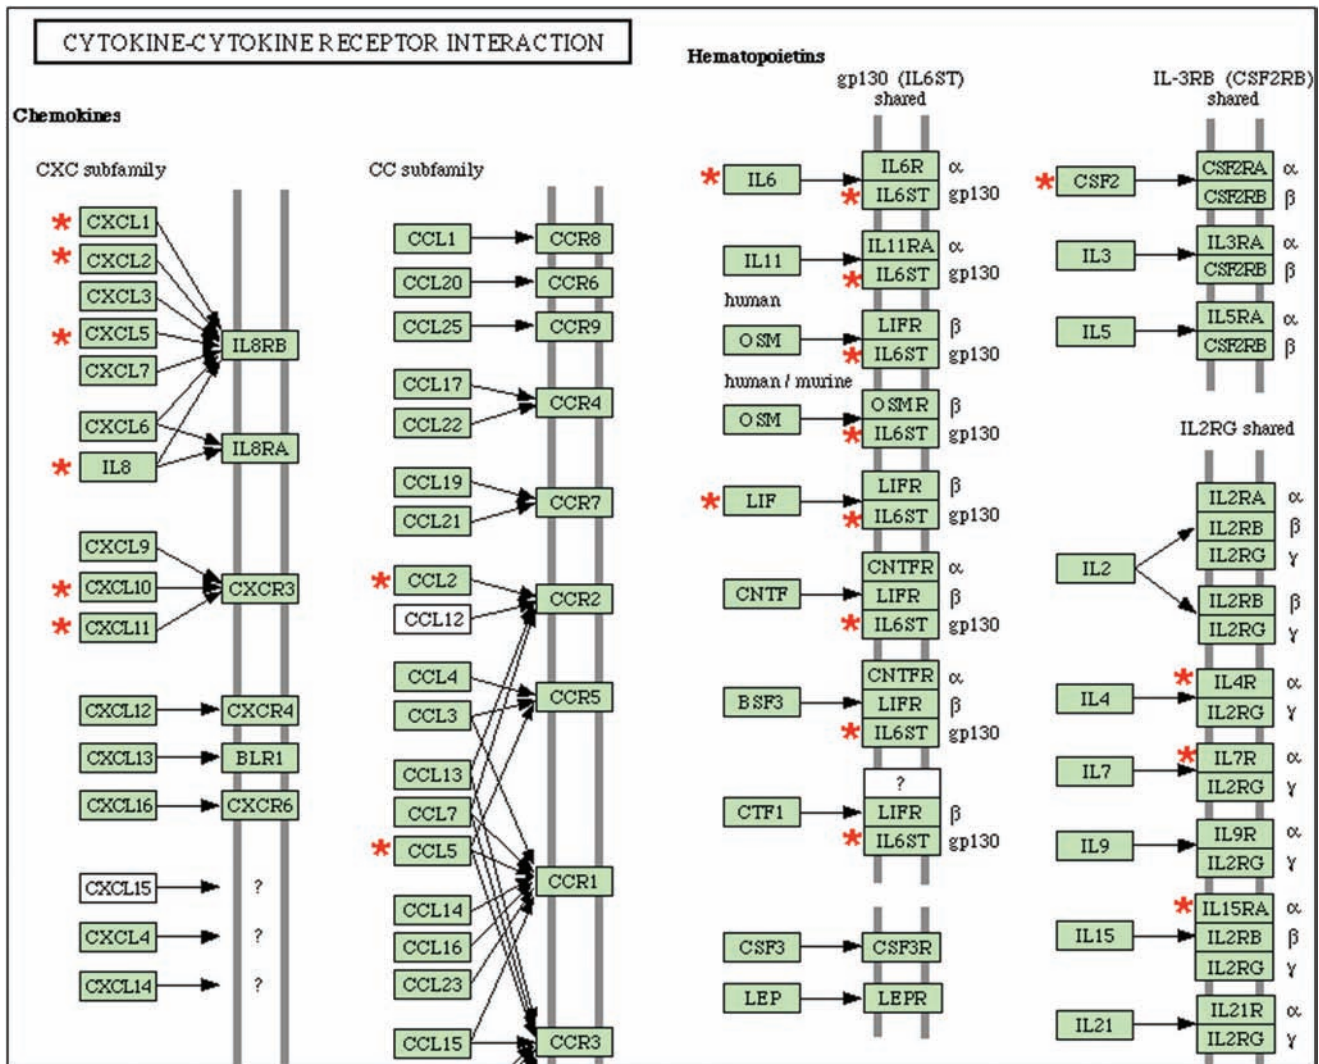 CYTOKINE-CYTOKINE RECEPTOR INTERACTION
Chemokines
CXC subfamily
* CXCL1
* CXCL2
CXCL3
* CXCL5
CXCL7
IL8RB
CXCL6
* IL8
IL8RA
CXCL9
* CXCL10
* CXCL11
CXCR3
CXCL12 CXCR4
CXCL13 BLR1
CXCL16 CXCR6
CXCL15 ?
CXCL4 ?
CXCL14 ?
CC subfamily
CCL1 CCR8
CCL20 CCR6
CCL25 CCR9
CCL17
CCL22
CCR4
CCL19
CCL21
CCR7
* CCL2
CCL12
CCR2
CCL4
CCL3
CCR5
CCL13
CCL7
* CCL5
CCR1
CCL14
CCL16
CCL23
CCL15 CCR3
Hematopoietins
gp130 (IL6ST)
shared
* IL6
IL6R α
* IL6ST gp130
IL11
IL11RA α
* IL6ST gp130
human
OSM
LIFR β
* IL6ST gp130
human / murine
OSM
OSMR β
* IL6ST gp130
* LIF
LIFR β
* IL6ST gp130
CNTF
CNTFR α
LIFR β
* IL6ST gp130
BSF3
CNTFR α
LIFR β
* IL6ST gp130
CTF1
?
LIFR β
* IL6ST gp130
CSF3 CSF3R
LEP LEPR
IL-3RB (CSF2RB)
shared
* CSF2
CSF2RA α
CSF2RB β
IL3
IL3RA α
CSF2RB β
IL5
IL5RA α
CSF2RB β
IL2RG shared
IL2
IL2RA α
IL2RB β
IL2RG γ
IL2RB β
IL2RG γ
IL4
* IL4R α
IL2RG γ
IL7
* IL7R α
IL2RG γ
IL9
IL9R α
IL2RG γ
IL15
* IL15RA α
IL2RB β
IL2RG γ
IL21
IL21R α
IL2RG γ